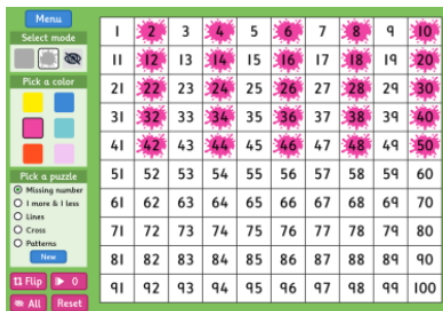 Menu
Select mode
Pick a color
Pick a puzzle
Missing number
1 more & 1 less
Lines
Cross
Patterns
New
Flip
0
All
Reset
1 2 3 4 5 6 7 8 9 10
11 12 13 14 15 16 17 18 19 20
21 22 23 24 25 26 27 28 29 30
31 32 33 34 35 36 37 38 39 40
41 42 43 44 45 46 47 48 49 50
51 52 53 54 55 56 57 58 59 60
61 62 63 64 65 66 67 68 69 70
71 72 73 74 75 76 77 78 79 80
81 82 83 84 85 86 87 88 89 90
91 92 93 94 95 96 97 98 99 100